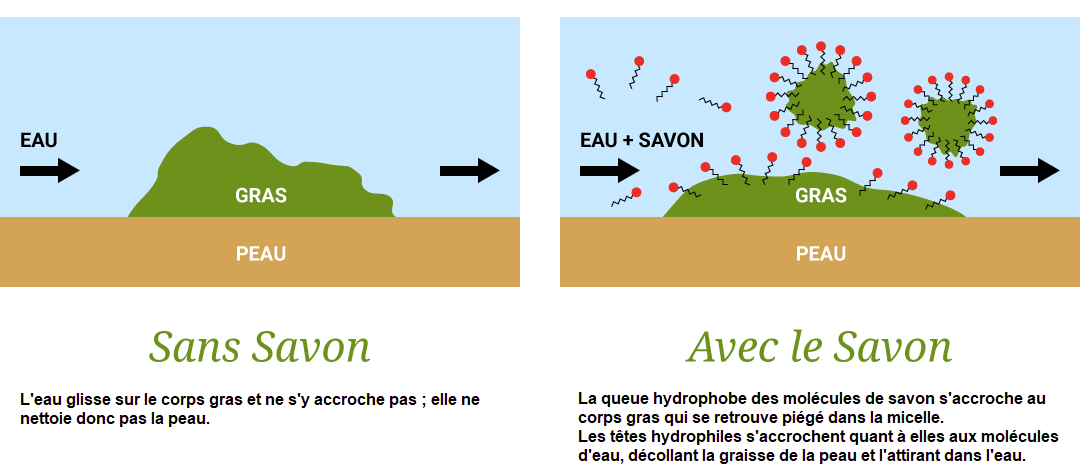 EAU
GRAS
PEAU
Sans Savon
L'eau glisse sur le corps gras et ne s'y accroche pas ; elle ne
nettoie donc pas la peau.
EAU + SAVON
GRAS
PEAU
Avec le Savon
La queue hydrophobe des molécules de savon s'accroche au
corps gras qui se retrouve piégé dans la micelle.
Les têtes hydrophiles s'accrochent quant à elles aux molécules
d'eau, décollant la graisse de la peau et l'attirant dans l'eau.